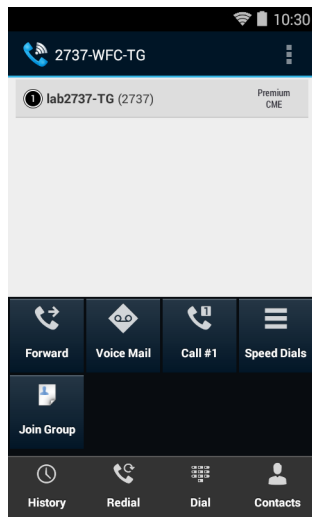 10:30
2737-WFC-TG
1 lab2737-TG (2737)
Premium
CME
1
Forward
Voice Mail
Call #1
Speed Dials
Join Group
History
Redial
Dial
Contacts